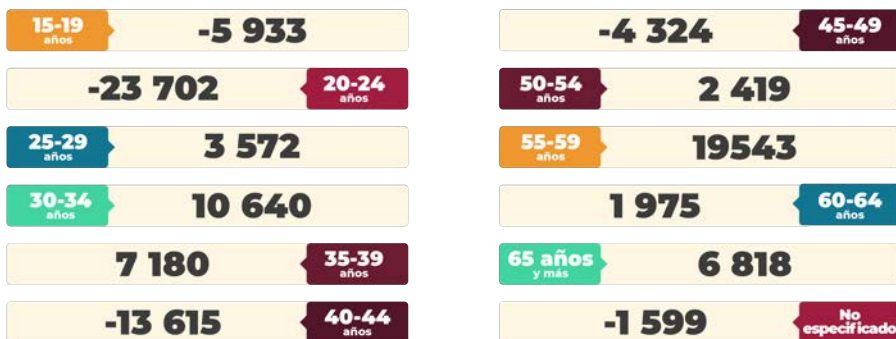 15-19
años
-5 933
-23 702
20-24
años
25-29
años
3 572
30-34
años
10 640
7 180
35-39
años
-13 615
40-44
años
-4 324
45-49
años
50-54
años
2 419
55-59
años
19543
1 975
60-64
años
65 años
y más
6 818
-1 599
No
especificado